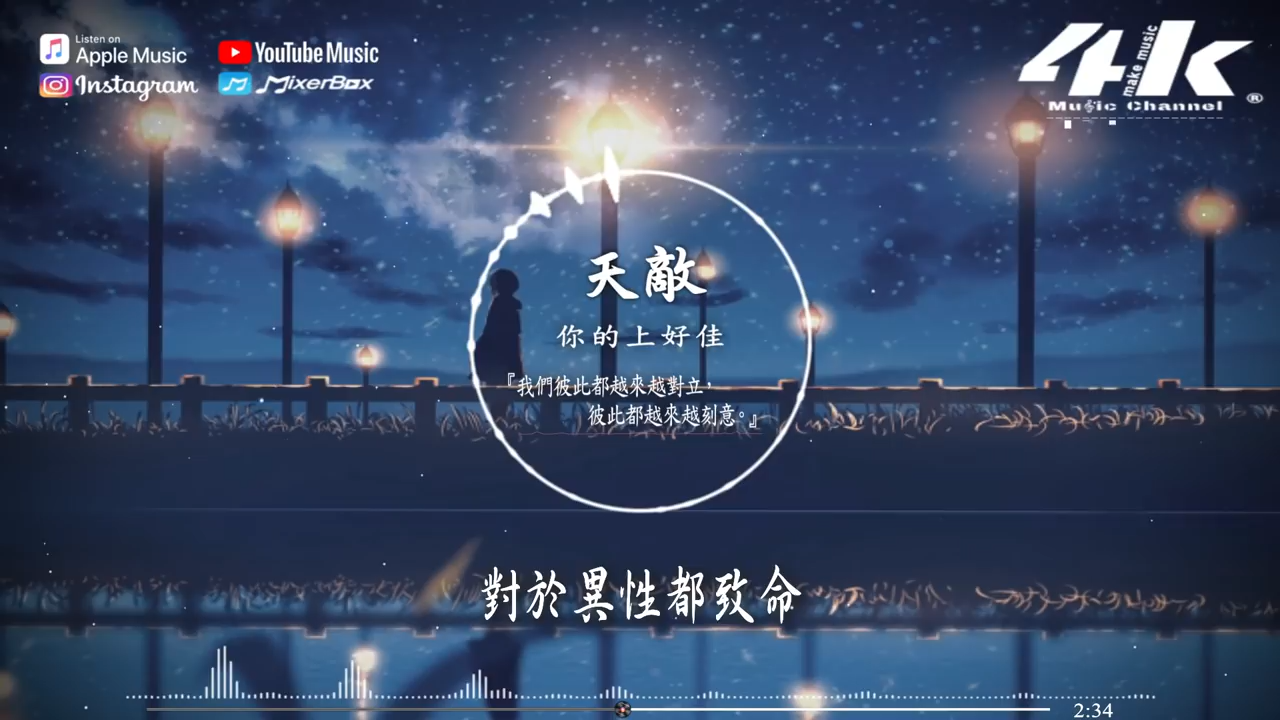 Listen on
Apple Music
YouTube Music
Instagram
MixerBox
4K
make music
Music Channel
®
天敵
你的上好佳
『我們彼此都越來越對立，
彼此都越來越刻意。』
對於異性都致命
2:34